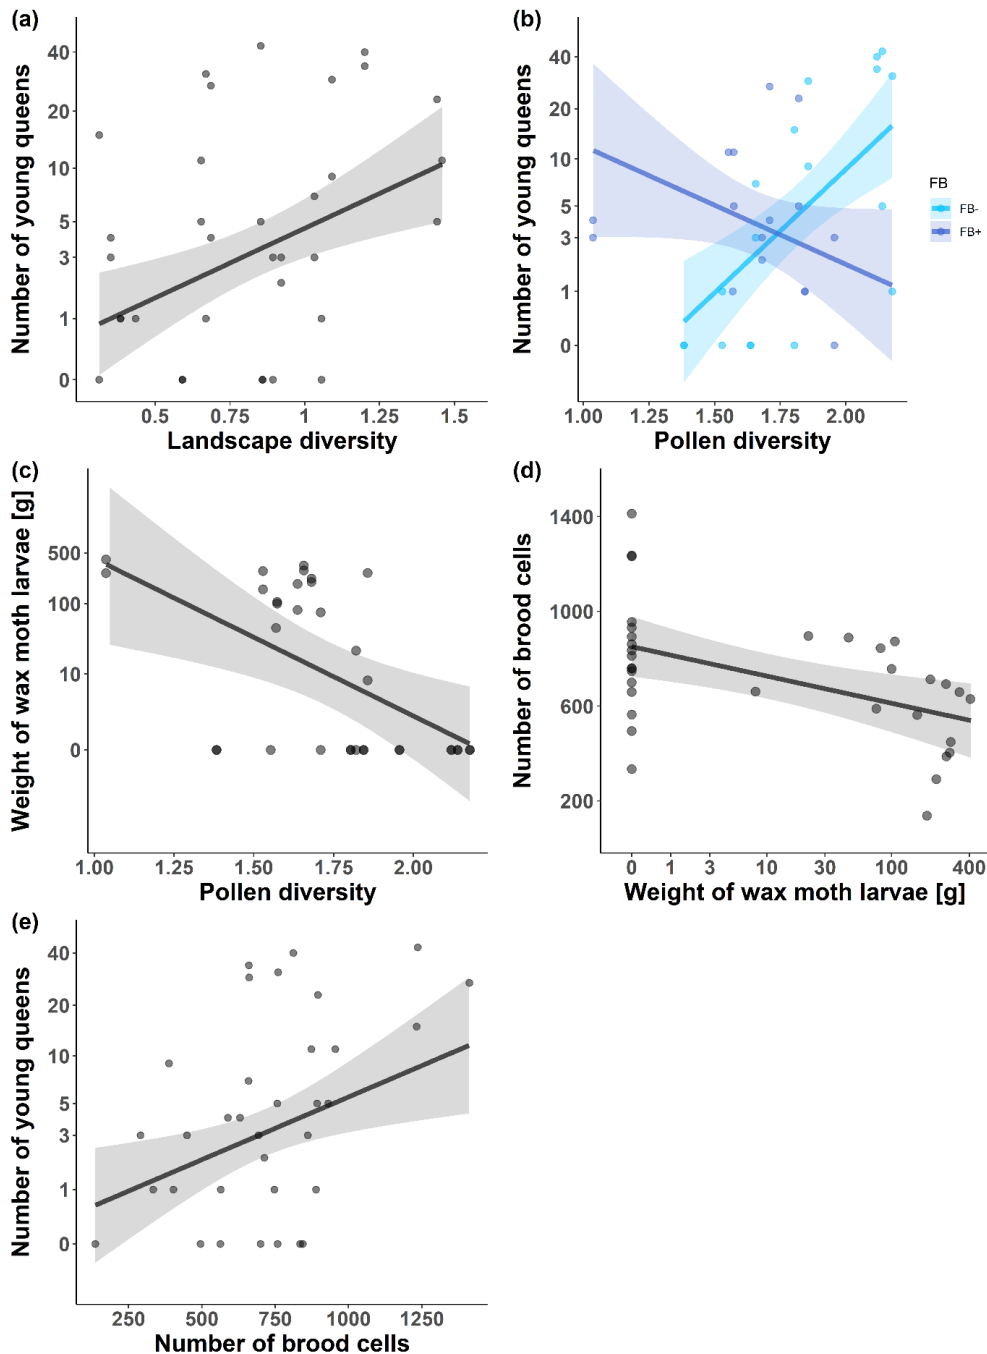 (a)
Number of young queens
40
20
10
5
3
1
0
0.5 0.75 1 1.25 1.5
Landscape diversity
(b)
Number of young queens
40
20
10
5
3
1
0
1.00 1.25 1.50 1.75 2.00
Pollen diversity
FB
FB-
FB+
(c)
Weight of wax moth larvae [g]
500
100
10
0
1.00 1.25 1.50 1.75 2.00
Pollen diversity
(d)
Number of brood cells
1400
1000
600
200
0 1 3 10 30 100 400
Weight of wax moth larvae [g]
(e)
Number of young queens
40
20
10
5
3
1
0
250 500 750 1000 1250
Number of brood cells